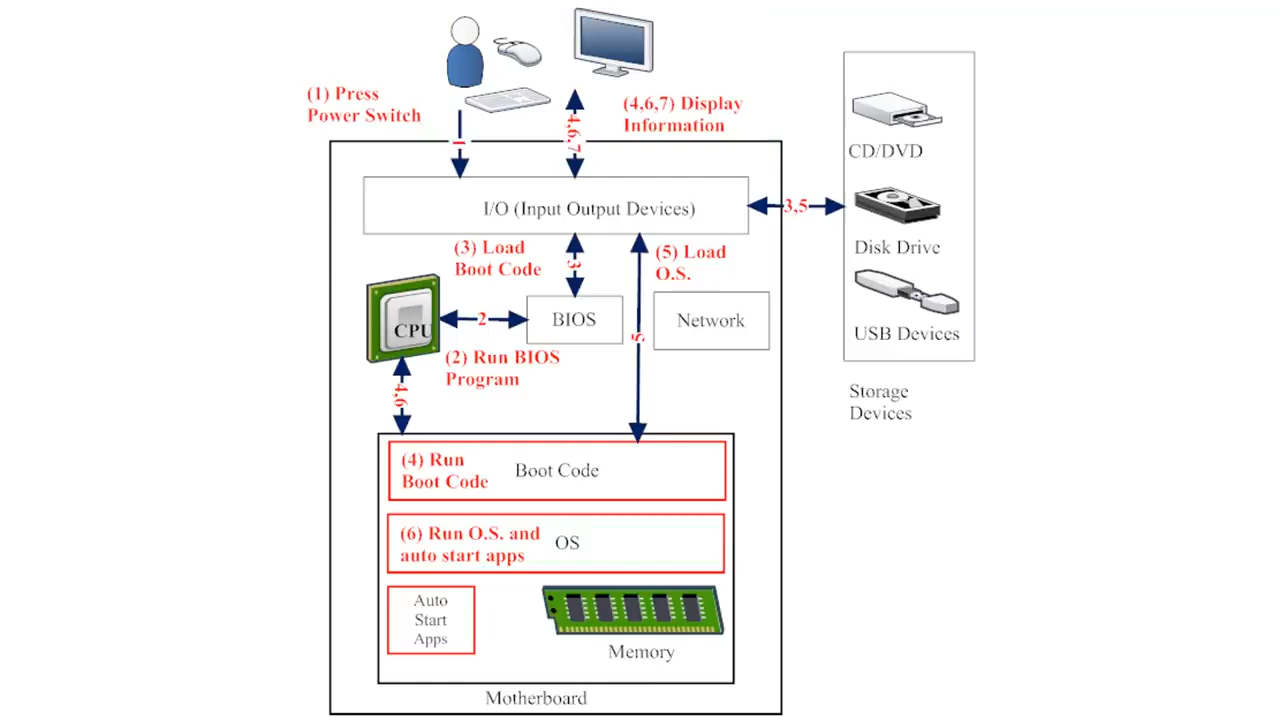 (1) Press
Power Switch
(4,6,7) Display
Information
1
4,6,7
I/O (Input Output Devices)
3,5
CD/DVD
Disk Drive
USB Devices
Storage
Devices
(3) Load
Boot Code
3
(5) Load
O.S.
CPU
2
BIOS
5
Network
(2) Run BIOS
Program
4,6
(4) Run
Boot Code
Boot Code
(6) Run O.S. and
auto start apps
OS
Auto
Start
Apps
Memory
Motherboard